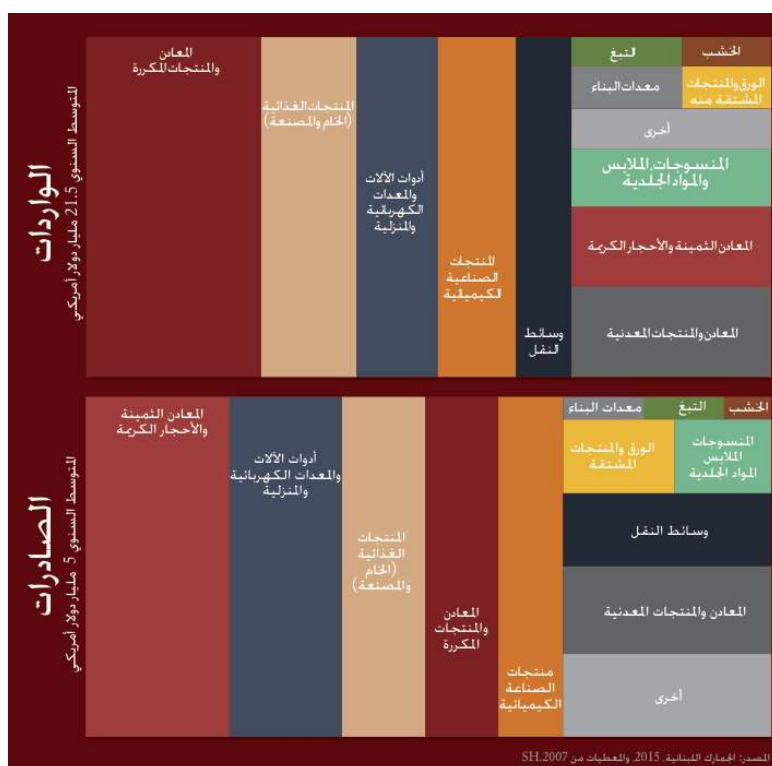 الواردات
المتوسط السنوي 21.5 مليار دولار أمريكي
المعادن
والمنتجات المكررة
المنتجات الغذائية
(الخام والمصنعة)
أدوات الآلات
والمعدات
الكهربائية
والمنزلية
المنتجات
الصناعية
الكيميائية
وسائط
النقل
الخشب
التبغ
الورق والمنتجات
المشتقة منه
معدات البناء
أخرى
المنسوجات، الملابس
والمواد الجلدية
المعادن الثمينة والأحجار الكريمة
المعادن والمنتجات المعدنية
الصادرات
المتوسط السنوي 5 مليار دولار أمريكي
المعادن الثمينة
والأحجار الكريمة
أدوات الآلات
والمعدات الكهربائية
والمنزلية
المنتجات
الغذائية
(الخام
والمصنعة)
المعادن
والمنتجات
المكررة
منتجات
الصناعة
الكيميائية
الخشب
التبغ
معدات البناء
المنسوجات
الملابس
المواد الجلدية
الورق والمنتجات
المشتقة
وسائط النقل
المعادن والمنتجات المعدنية
أخرى
المصدر: الجمارك اللبنانية, 2015, والمعطيات من SH.2007